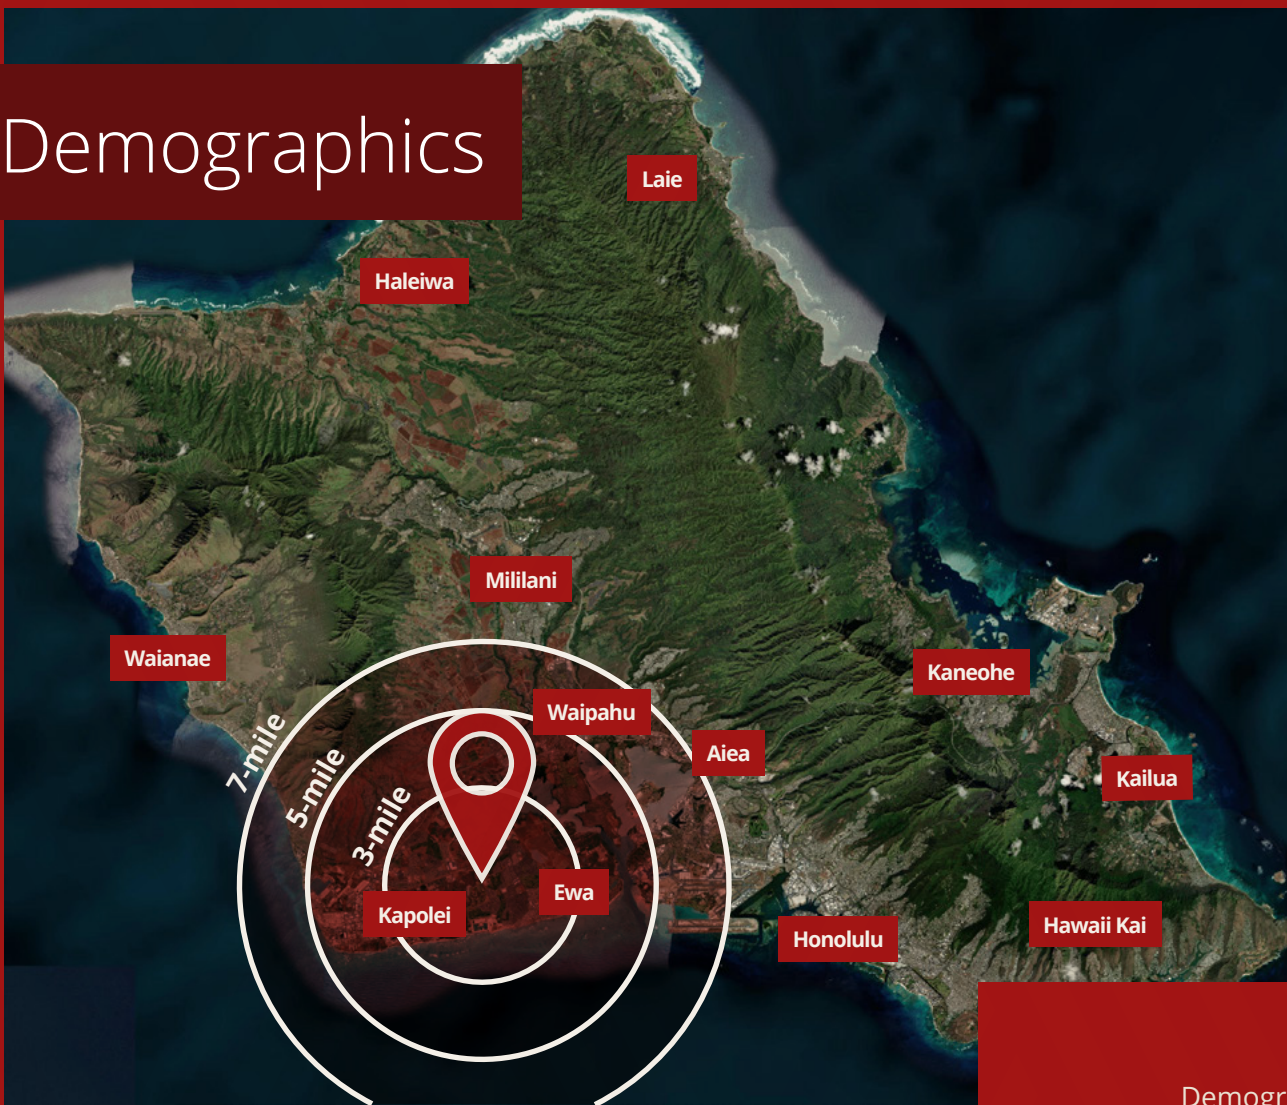 Demographics
Laie
Haleiwa
Mililani
Waianae
Kaneohe
Waipahu
7-mile
Aiea
5-mile
Kailua
3-mile
Ewa
Kapolei
Hawaii Kai
Honolulu